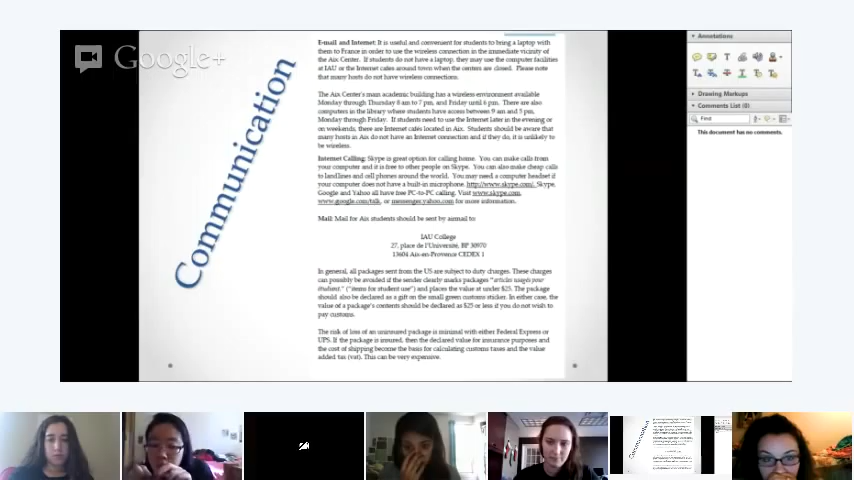 Google+
Communication
E-mail and Internet: It is useful and convenient for students to bring a laptop with
them to France in order to use the wireless connection in the immediate vicinity of
the Aix Center. If students do not have a laptop, they may use the computer facilities
at IAU or the Internet cafes around town when the centers are closed. Please note
that many hosts do not have wireless connections.
The Aix Center's main academic building has a wireless environment available
Monday through Thursday 8 am to 7 pm, and Friday until 6 pm. There are also
computers in the library where students have access between 9 am and 5 pm,
Monday through Friday. If students need to use the Internet later in the evening or
on weekends, there are Internet cafés located in Aix. Students should be aware that
many hosts in Aix do not have an Internet connection and if they do, it is unlikely to
be wireless.
Internet Calling: Skype is great option for calling home. You can make calls from
your computer and it is free to other people on Skype. You can also make cheap calls
to landlines and cell phones around the world. You may need a computer headset if
your computer does not have a built-in microphone. http://www.skype.com/. Skype,
Google and Yahoo all have free PC-to-PC calling. Visit www.skype.com,
www.google.com/talk, or messenger.yahoo.com for more information.
Mail: Mail for Aix students should be sent by airmail to:
IAU College
27, place de l'Université, BP 30970
13604 Aix-en-Provence CEDEX 1
In general, all packages sent from the US are subject to duty charges. These charges
can possibly be avoided if the sender clearly marks packages "articles usagés pour
étudiant." ("items for student use") and places the value at under $25. The package
should also be declared as a gift on the small green customs sticker. In either case, the
value of a package's contents should be declared as $25 or less if you do not wish to
pay customs.
The risk of loss of an uninsured package is minimal with either Federal Express or
UPS. If the package is insured, then the declared value for insurance purposes and
the cost of shipping become the basis for calculating customs taxes and the value
added tax (vat). This can be very expensive.
Annotations
Drawing Markups
Comments List (0)
Find
This document has no comments.